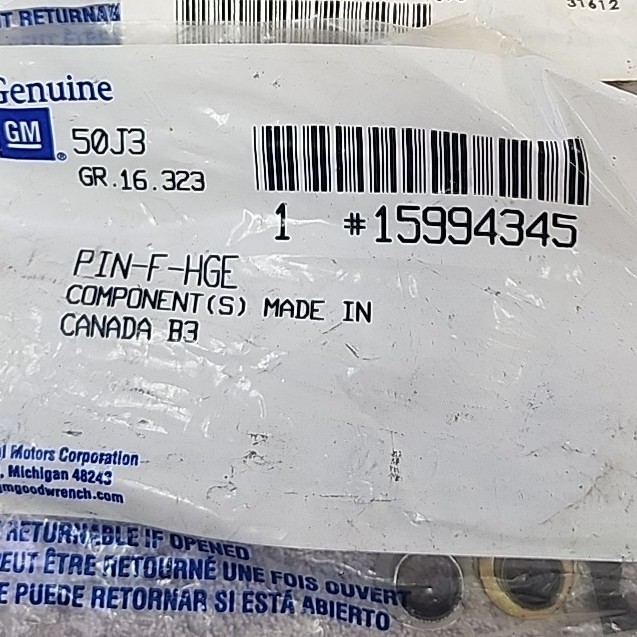 T RETURNA
31612
Genuine
GM
50J3
GR.16.323
1 #15994345
PIN-F-HGE
COMPONENT(S) MADE IN
CANADA B3
l Motors Corporation
, Michigan 48243
gmgoodwrench.com
RETURNABLE IF OPENED
EUT ÊTRE RETOURNÉ UNE FOIS OUVERT
E PUEDE RETORNAR SI ESTÁ ABIERTO